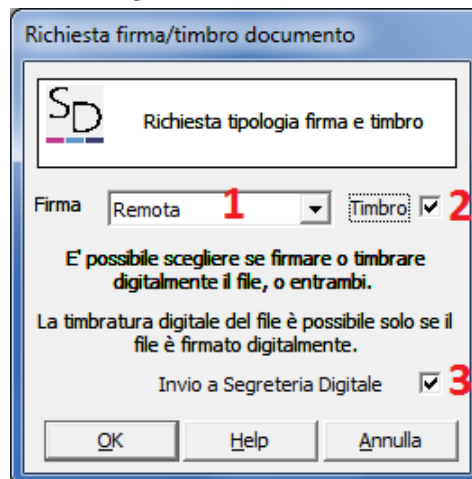 Richiesta firma/timbro documento
SD
Richiesta tipologia firma e timbro
Firma Remota 1 Timbro 2
E' possibile scegliere se firmare o timbrare
digitalmente il file, o entrambi.
La timbratura digitale del file è possibile solo se il
file è firmato digitalmente.
Invio a Segreteria Digitale 3
OK Help Annulla